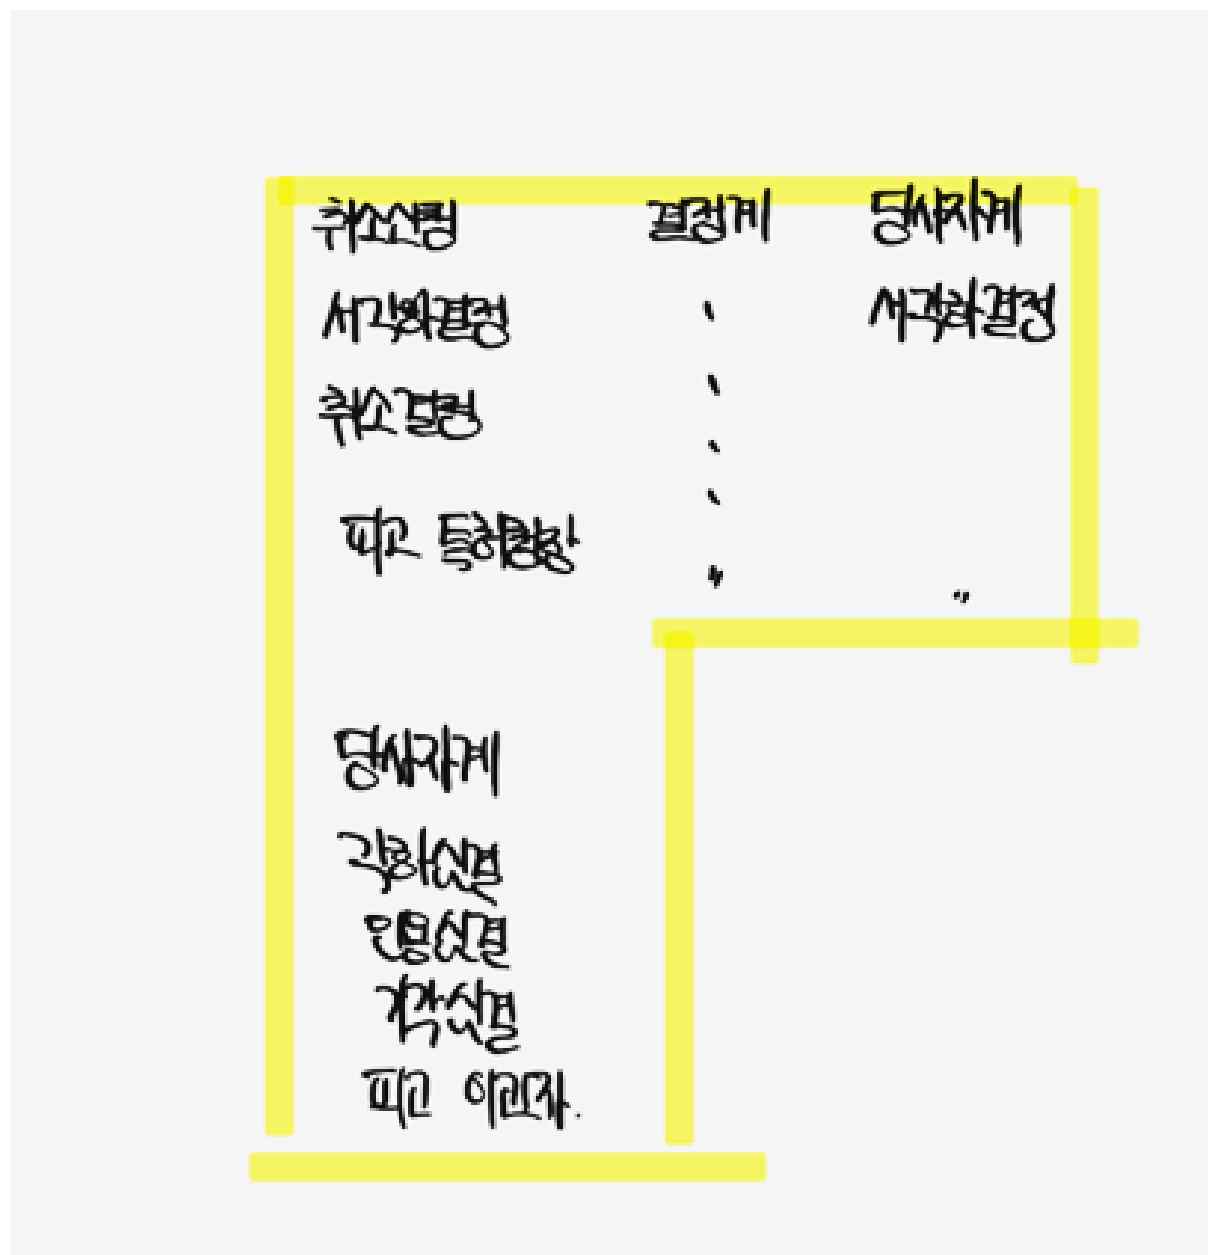 취소신청 결정계 당사자계
서각하결정 서각하결정
취소결정
피고 특허청장 〃 〃
당사자계
각하심결
인용심결
기각심결
피고 이긴자.